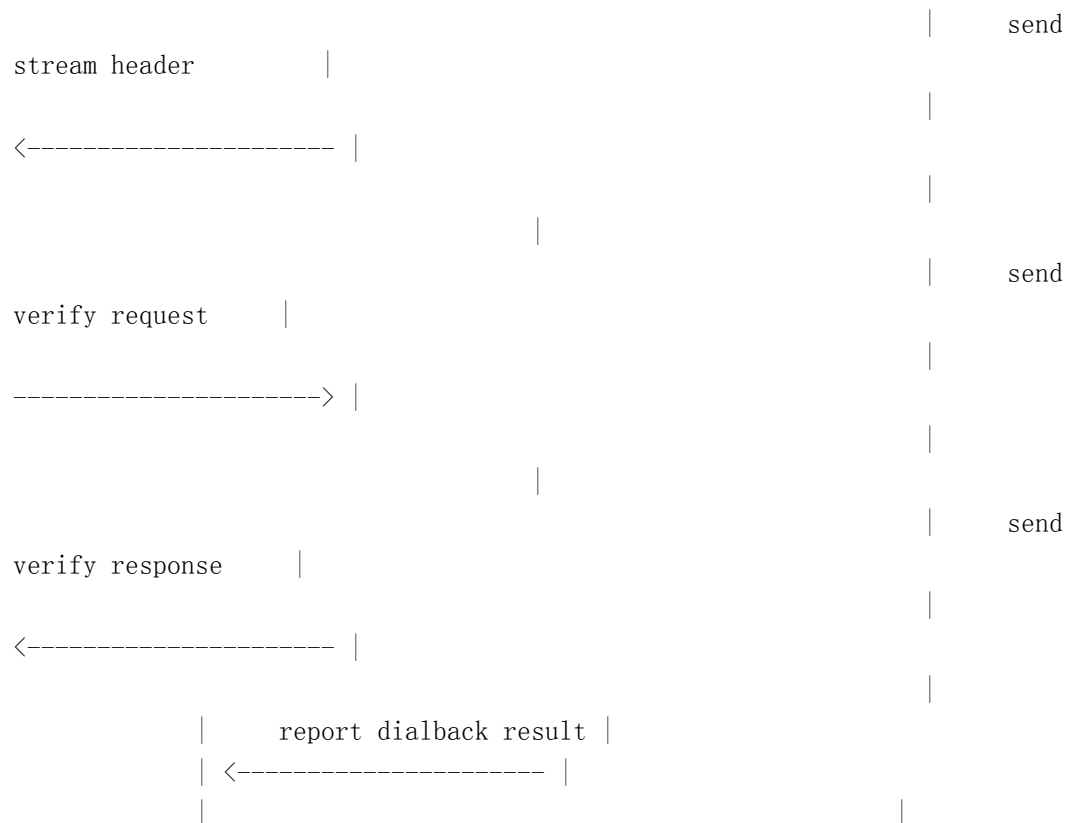 |     send
stream header         |
|
<---------------------- |
|
|
|     send
verify request     |
|
----------------------> |
|
|
|     send
verify response     |
|
<---------------------- |
|
|     report dialback result |
| <---------------------- |
|                                                  |